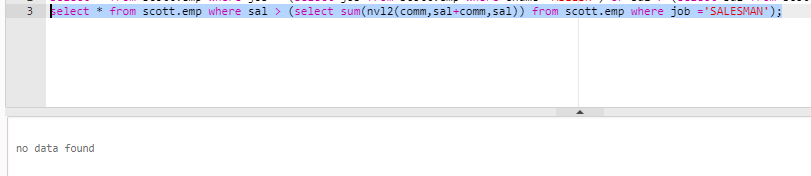 3 select * from scott.emp where sal > (select sum(nvl2(comm,sal+comm,sal)) from scott.emp where job ='SALESMAN');
no data found